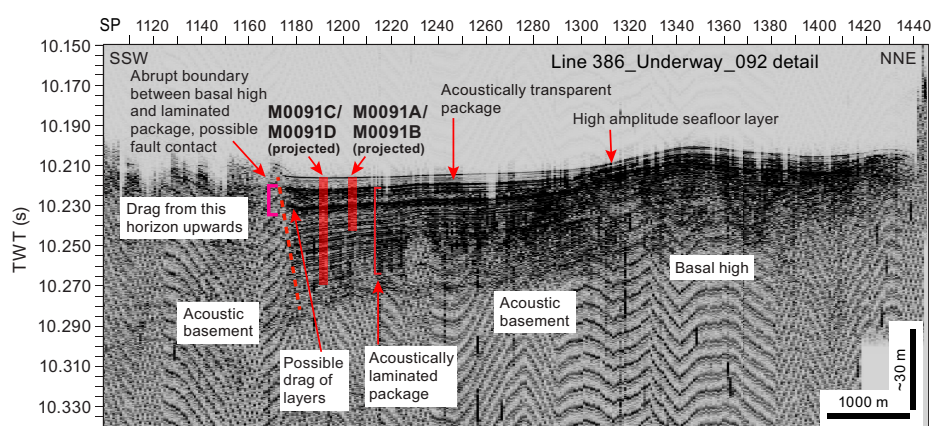 SP 1120 1140 1160 1180 1200 1220 1240 1260 1280 1300 1320 1340 1360 1380 1400 1420 1440
10.150
10.170
10.190
10.210
10.230
10.250
10.270
10.290
10.310
10.330
TWT (s)
SSW
Line 386_Underway_092 detail
NNE
Abrupt boundary
between basal high
and laminated
package, possible
fault contact
M0091C/
M0091D
(projected)
M0091A/
M0091B
(projected)
Acoustically transparent
package
High amplitude seafloor layer
Drag from this
horizon upwards
Basal high
Acoustic
basement
Acoustic
basement
Possible
drag of
layers
Acoustically
laminated
package
~30 m
1000 m